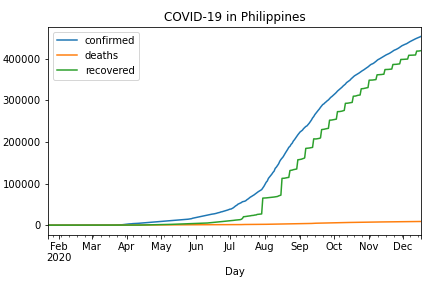 COVID-19 in Philippines
confirmed
deaths
recovered
400000
300000
200000
100000
0
Feb Mar Apr May Jun Jul Aug Sep Oct Nov Dec
2020
Day